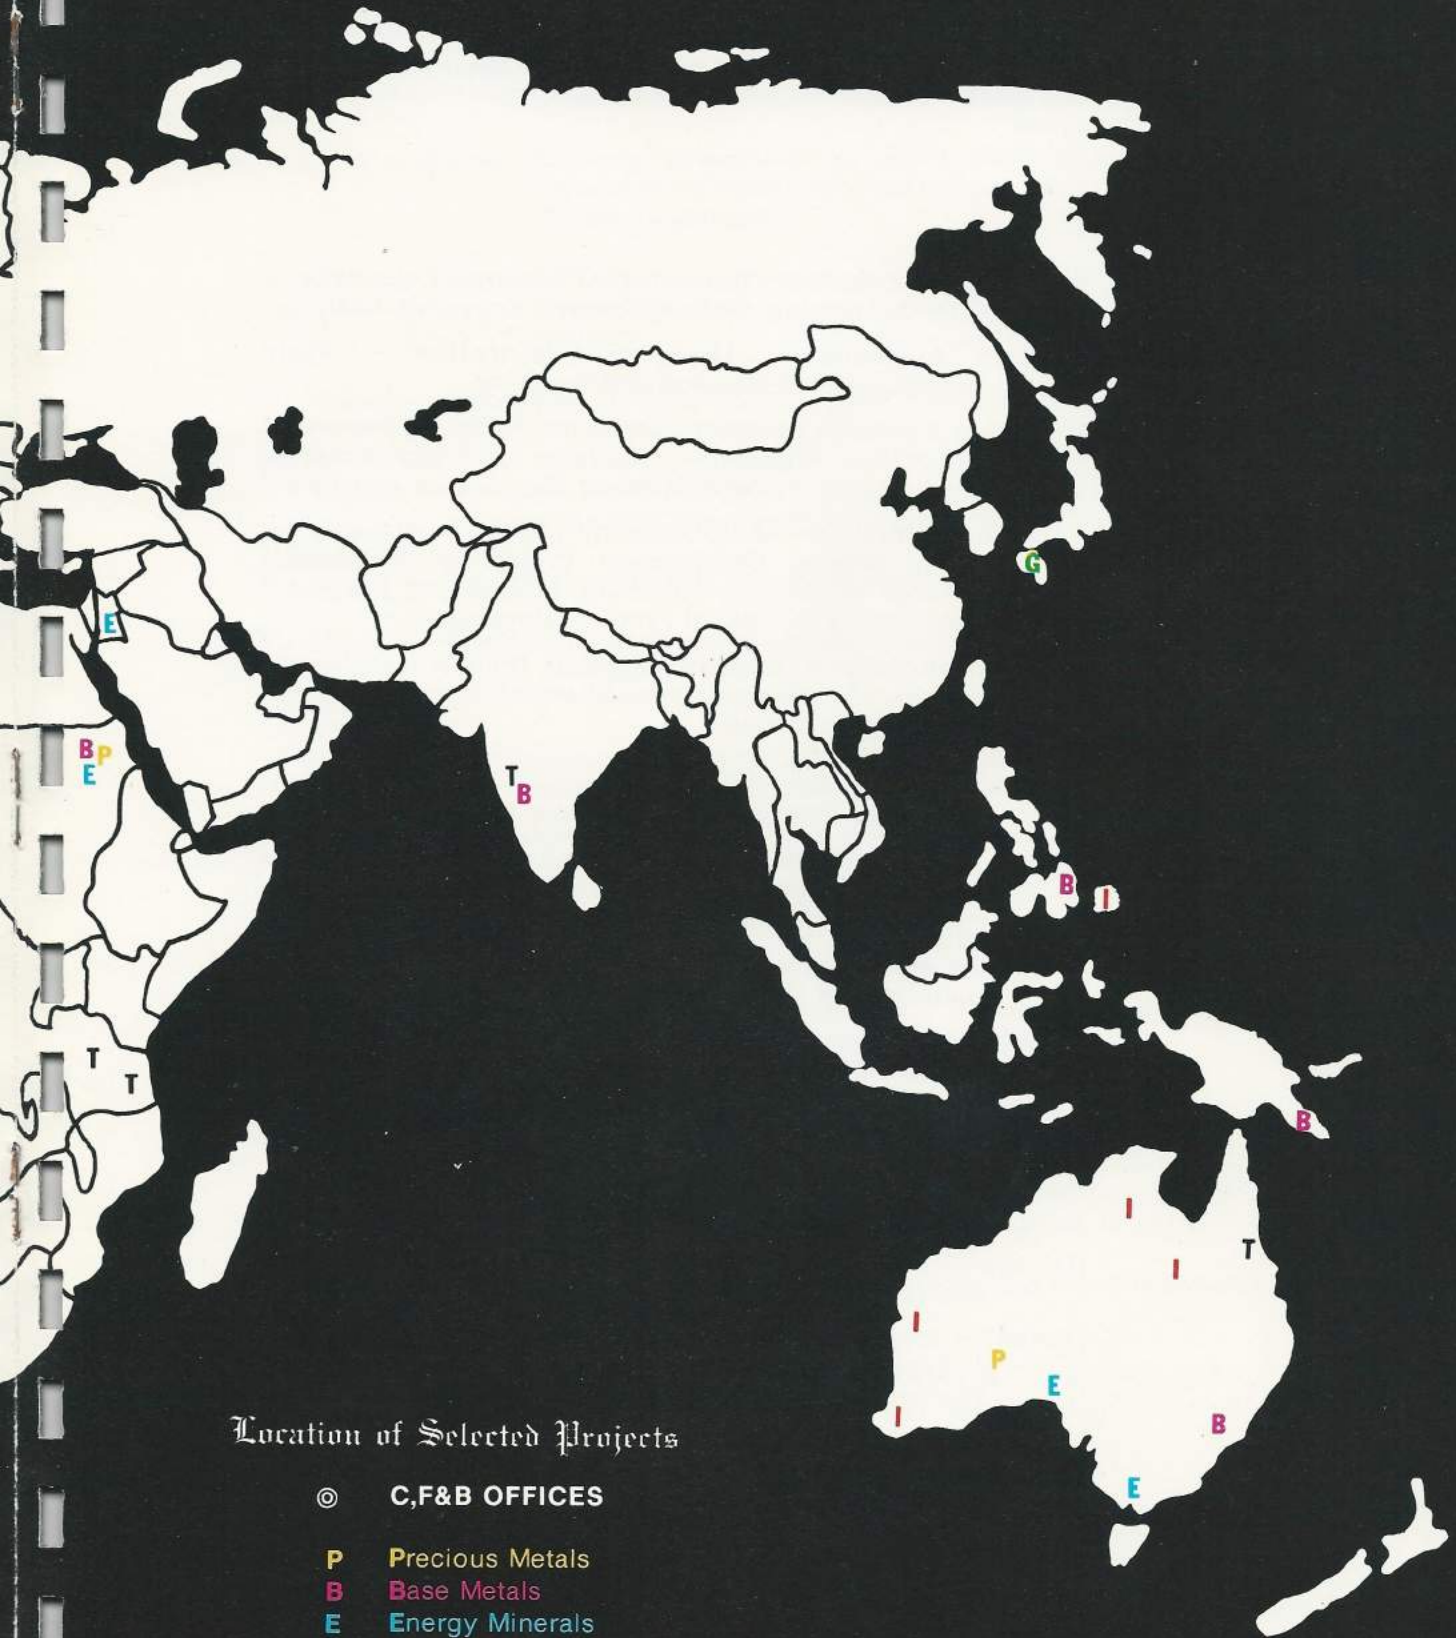 G
E
B P
E
T
B
B I
T
T
B
I
T
I
I
P
E
I
B
Location of Selected Projects
E
◎ C,F&B OFFICES
P Precious Metals
B Base Metals
E Energy Minerals